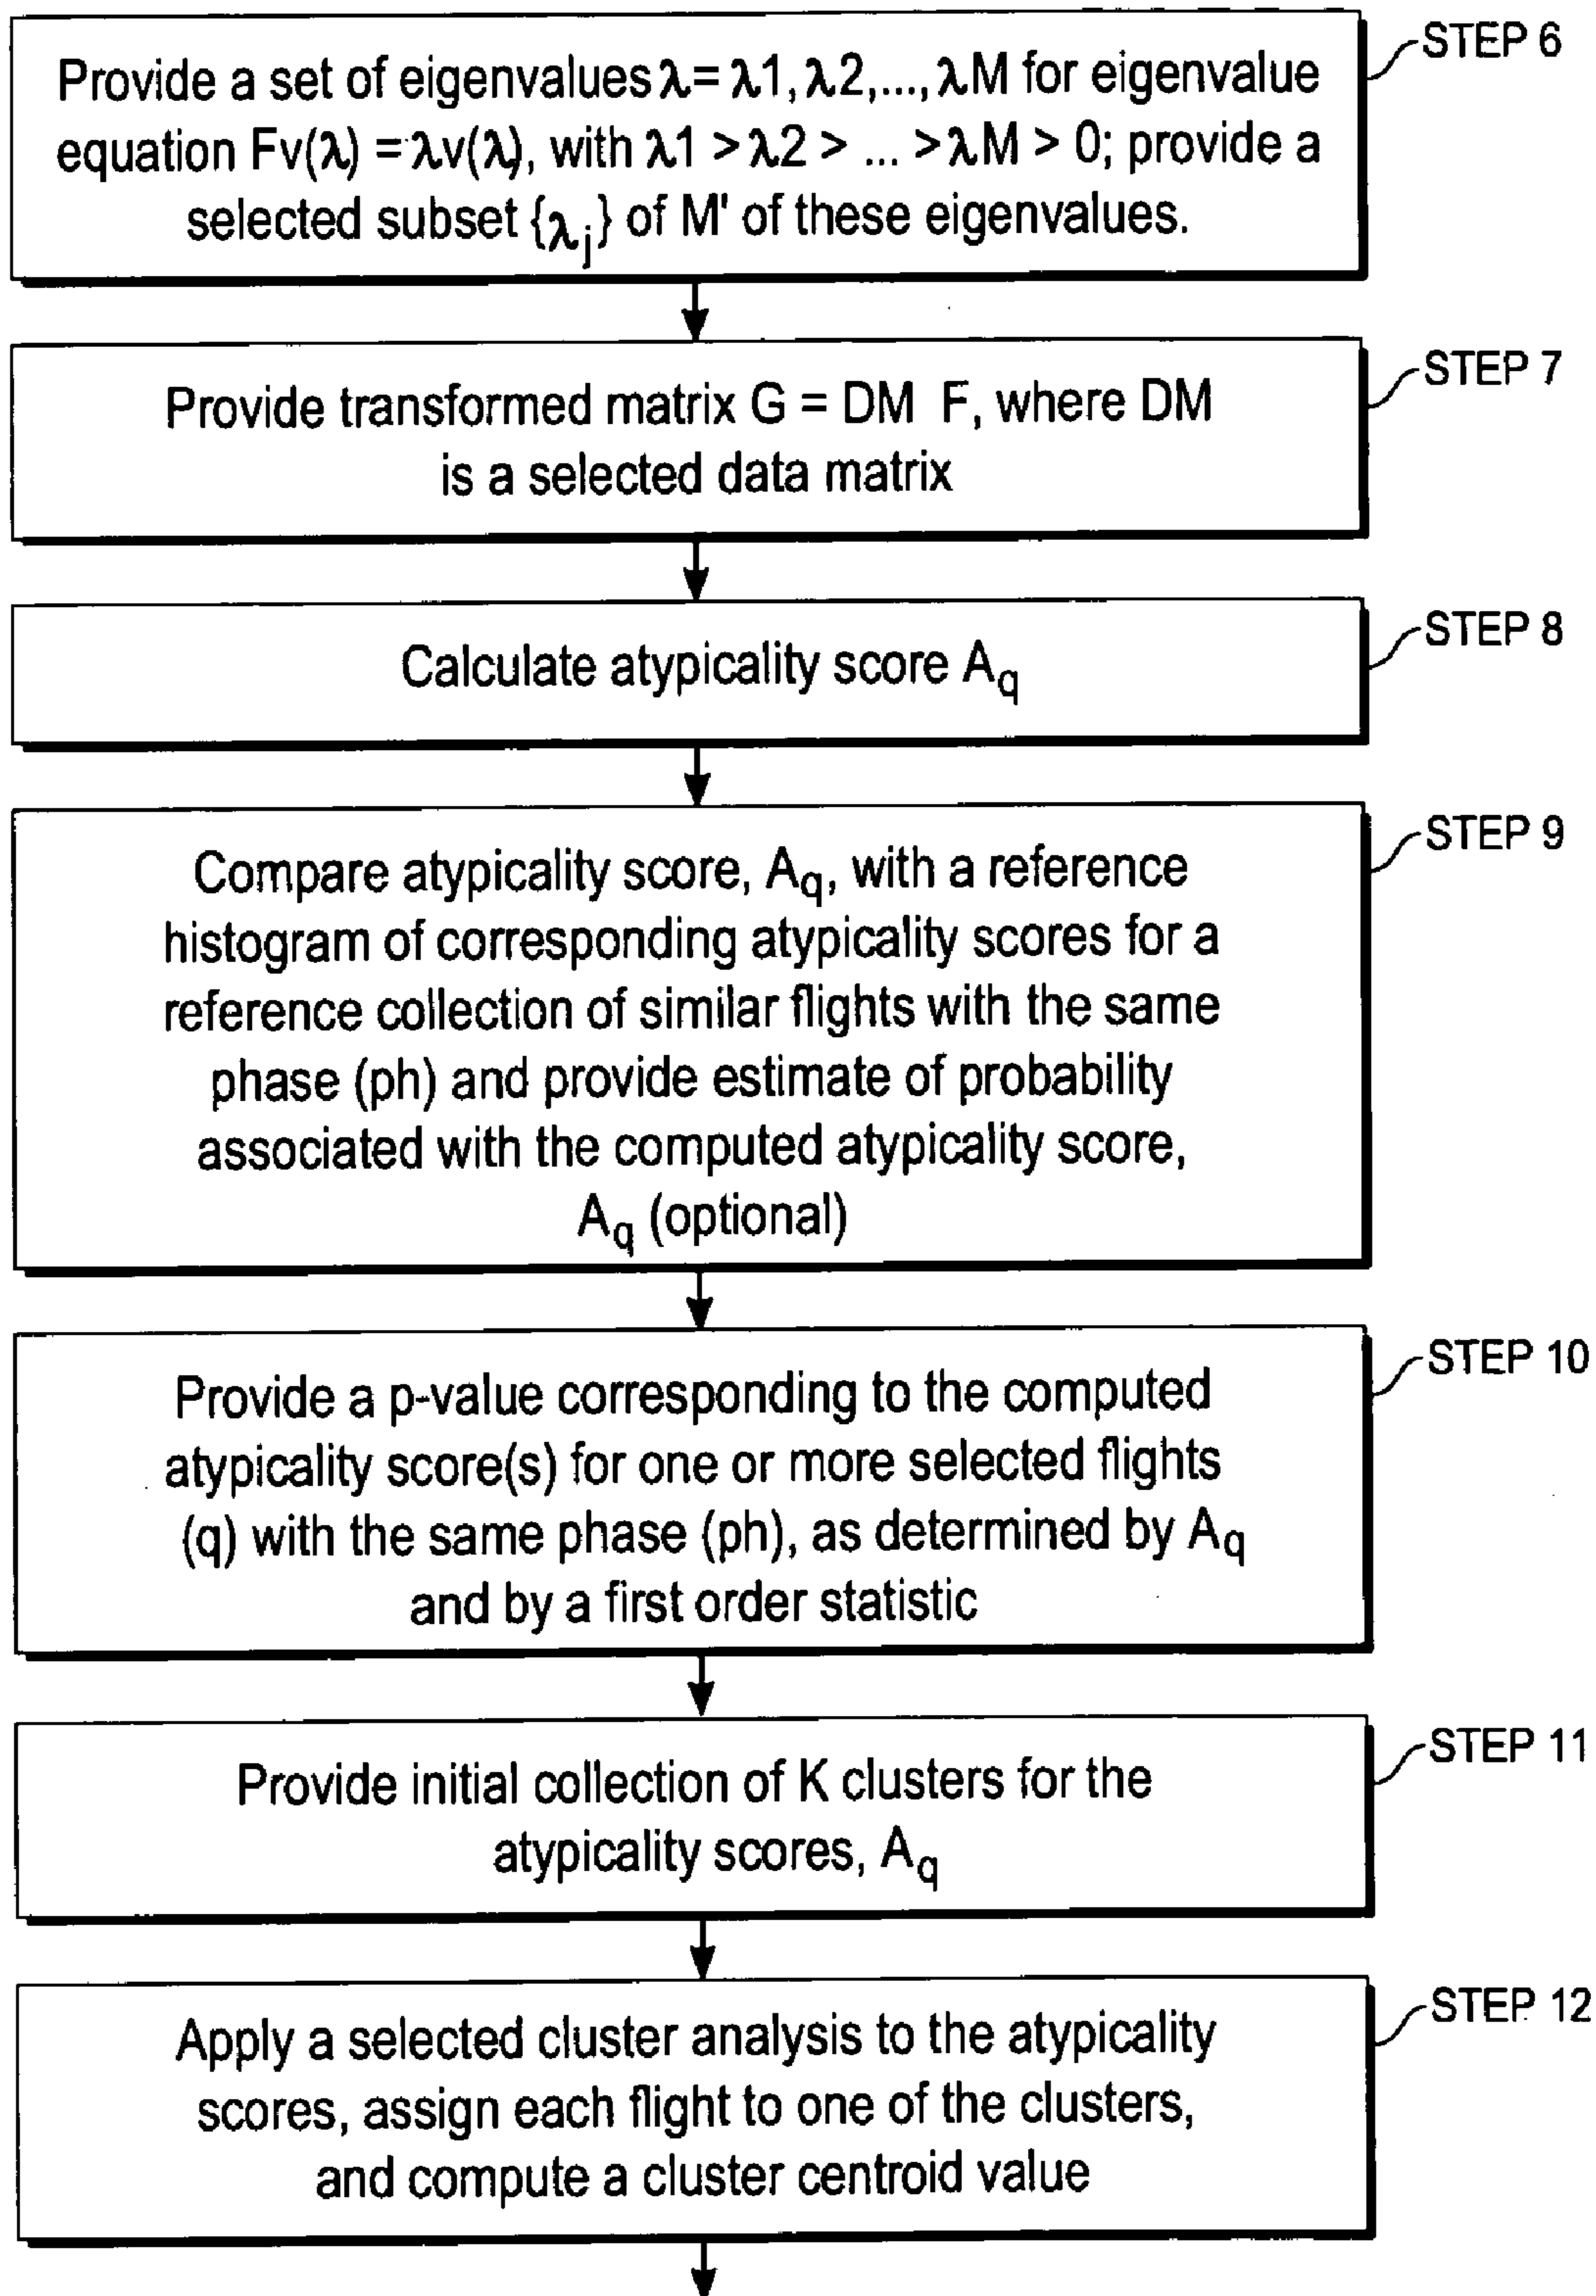 STEP 6
Provide a set of eigenvalues λ= λ1, λ2,..., λM for eigenvalue
equation Fv(λ) = λv(λ), with λ1 > λ2 > ... > λM > 0; provide a
selected subset {λj} of M' of these eigenvalues.
STEP 7
Provide transformed matrix G = DM F, where DM
is a selected data matrix
STEP 8
Calculate atypicality score Aq
STEP 9
Compare atypicality score, Aq, with a reference
histogram of corresponding atypicality scores for a
reference collection of similar flights with the same
phase (ph) and provide estimate of probability
associated with the computed atypicality score,
Aq (optional)
STEP 10
Provide a p-value corresponding to the computed
atypicality score(s) for one or more selected flights
(q) with the same phase (ph), as determined by Aq
and by a first order statistic
STEP 11
Provide initial collection of K clusters for the
atypicality scores, Aq
STEP 12
Apply a selected cluster analysis to the atypicality
scores, assign each flight to one of the clusters,
and compute a cluster centroid value